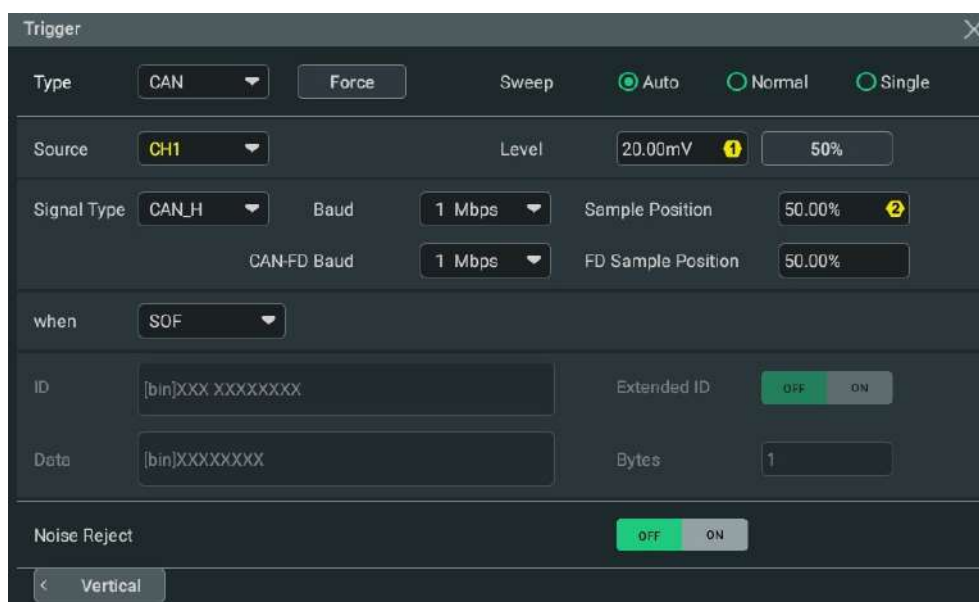 Trigger
Type CAN Force Sweep Auto Normal Single
Source CH1 Level 20.00mV 1 50%
Signal Type CAN_H Baud 1 Mbps Sample Position 50.00% 2
CAN-FD Baud 1 Mbps FD Sample Position 50.00%
when SOF
ID [bin]XXX XXXXXXXX Extended ID OFF ON
Data [bin]XXXXXXXX Bytes 1
Noise Reject OFF ON
< Vertical